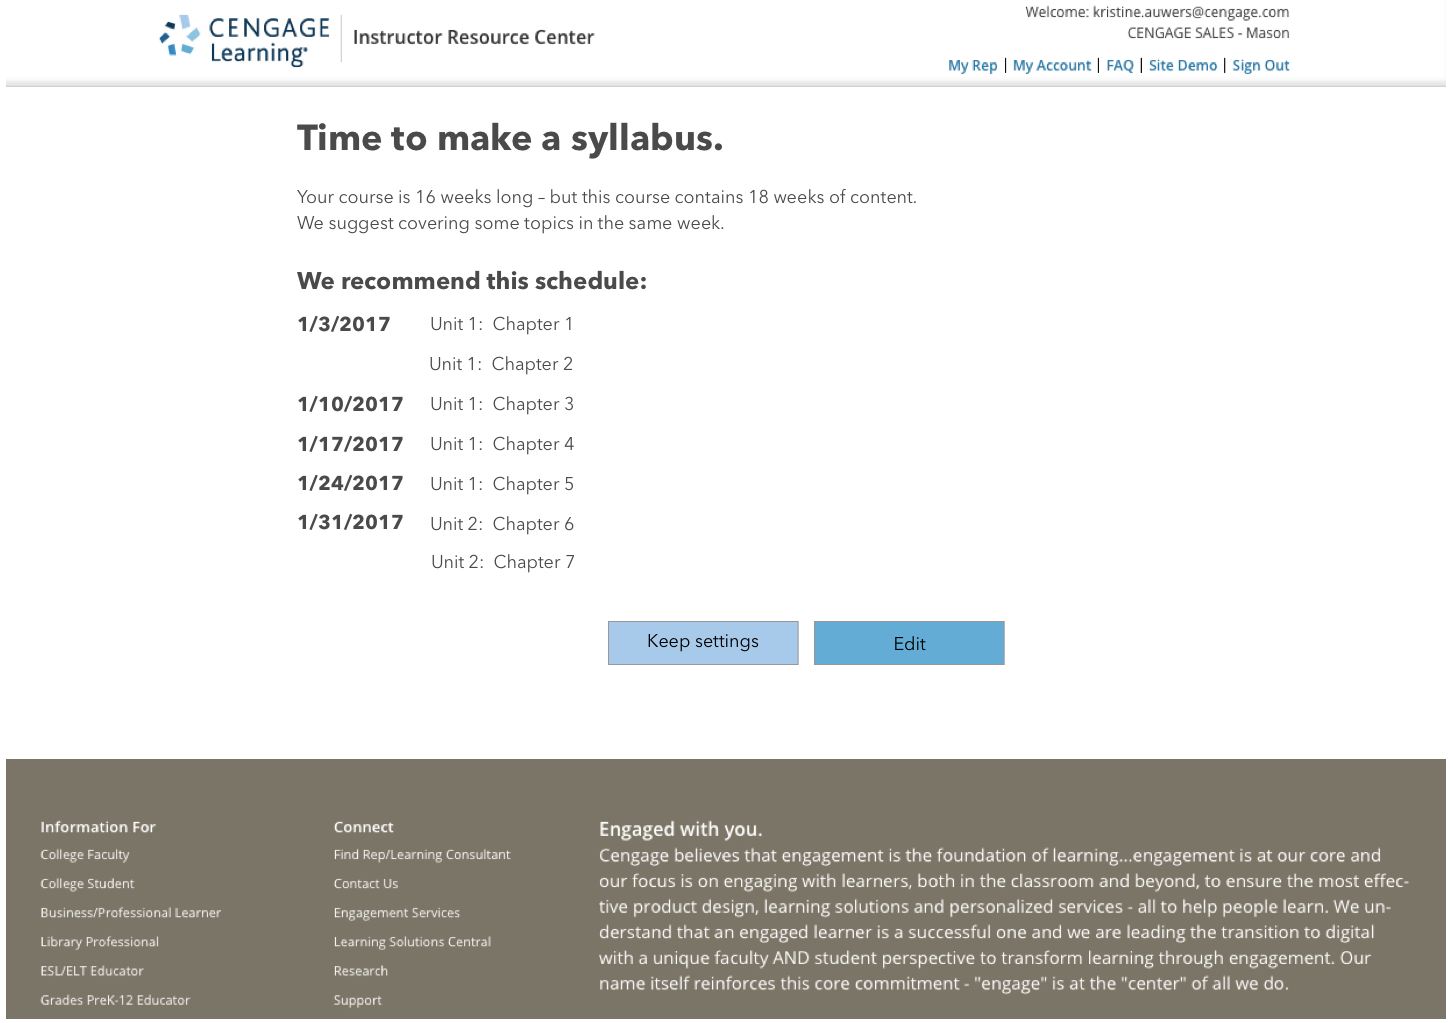 CENGAGE
Learning
Instructor Resource Center
Welcome: kristine.auwers@cengage.com
CENGAGE SALES - Mason
My Rep | My Account | FAQ | Site Demo | Sign Out
Time to make a syllabus.
Your course is 16 weeks long – but this course contains 18 weeks of content.
We suggest covering some topics in the same week.
We recommend this schedule:
1/3/2017 Unit 1: Chapter 1
Unit 1: Chapter 2
1/10/2017 Unit 1: Chapter 3
1/17/2017 Unit 1: Chapter 4
1/24/2017 Unit 1: Chapter 5
1/31/2017 Unit 2: Chapter 6
Unit 2: Chapter 7
Keep settings
Edit
Information For
College Faculty
College Student
Business/Professional Learner
Library Professional
ESL/ELT Educator
Grades PreK-12 Educator
Connect
Find Rep/Learning Consultant
Contact Us
Engagement Services
Learning Solutions Central
Research
Support
Engaged with you.
Cengage believes that engagement is the foundation of learning...engagement is at our core and
our focus is on engaging with learners, both in the classroom and beyond, to ensure the most effec-
tive product design, learning solutions and personalized services - all to help people learn. We un-
derstand that an engaged learner is a successful one and we are leading the transition to digital
with a unique faculty AND student perspective to transform learning through engagement. Our
name itself reinforces this core commitment - "engage" is at the "center" of all we do.